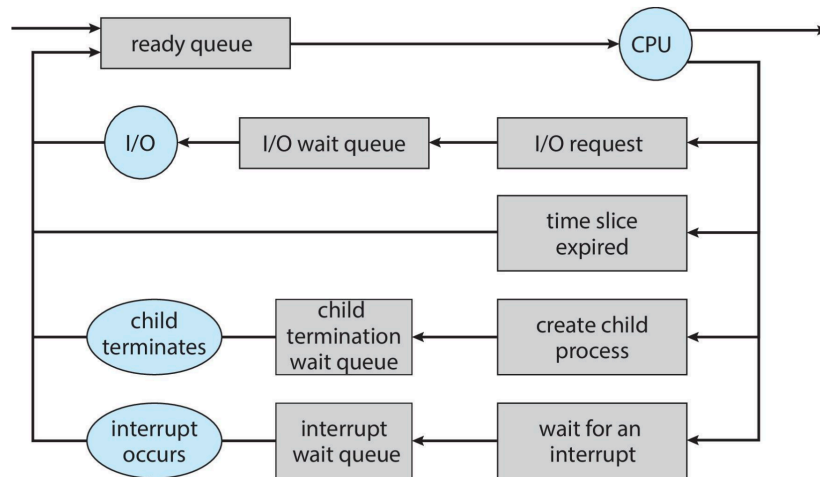 ready queue
CPU
I/O
I/O wait queue
I/O request
time slice
expired
child
terminates
child
termination
wait queue
create child
process
interrupt
occurs
interrupt
wait queue
wait for an
interrupt